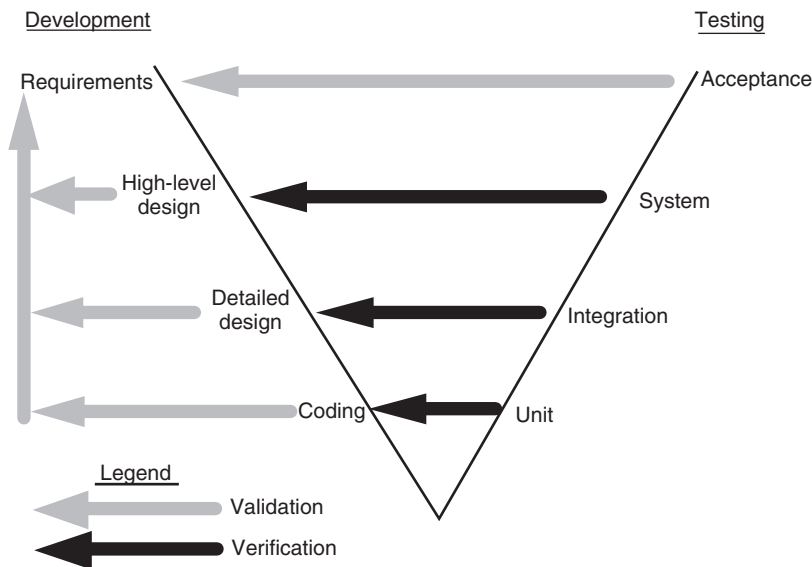 Development
Testing
Requirements
Acceptance
High-level
design
System
Detailed
design
Integration
Coding
Unit
Legend
Validation
Verification